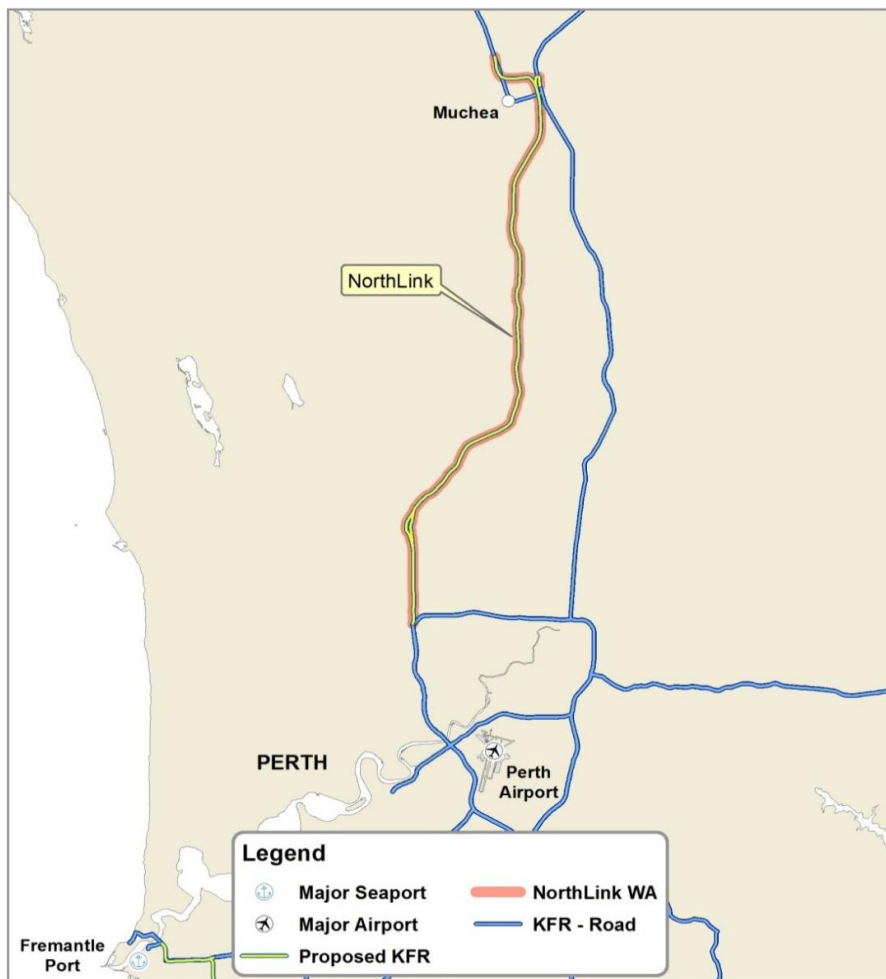 Muchea
NorthLink
PERTH
Perth
Airport
Legend
Major Seaport
NorthLink WA
Major Airport
KFR - Road
Proposed KFR
Fremantle
Port